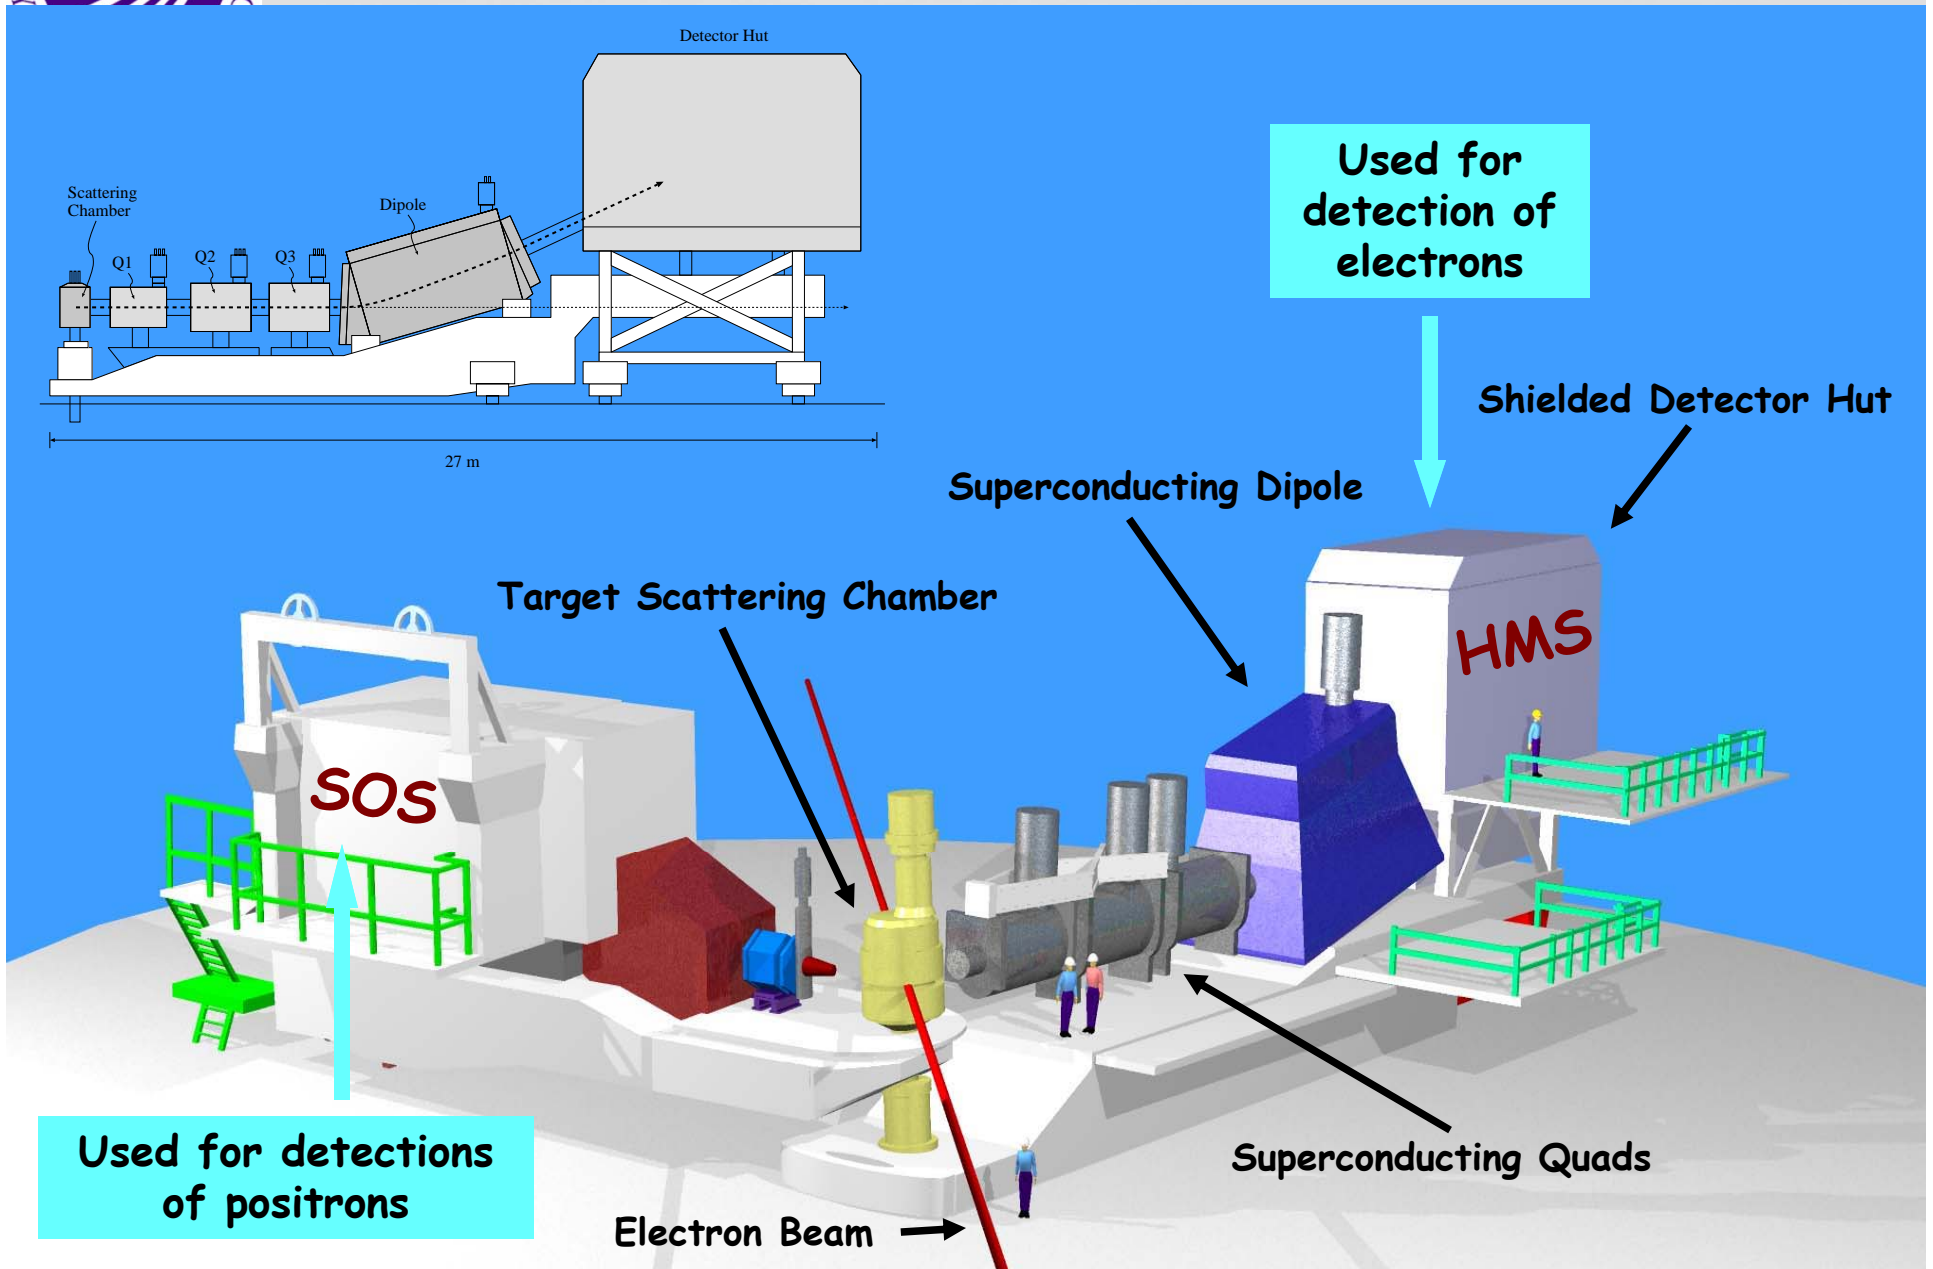 Detector Hut
Scattering
Chamber
Dipole
Q1
Q2
Q3
27 m
Used for
detection of
electrons
Shielded Detector Hut
Superconducting Dipole
Target Scattering Chamber
HMS
SOS
Used for detections
of positrons
Superconducting Quads
Electron Beam